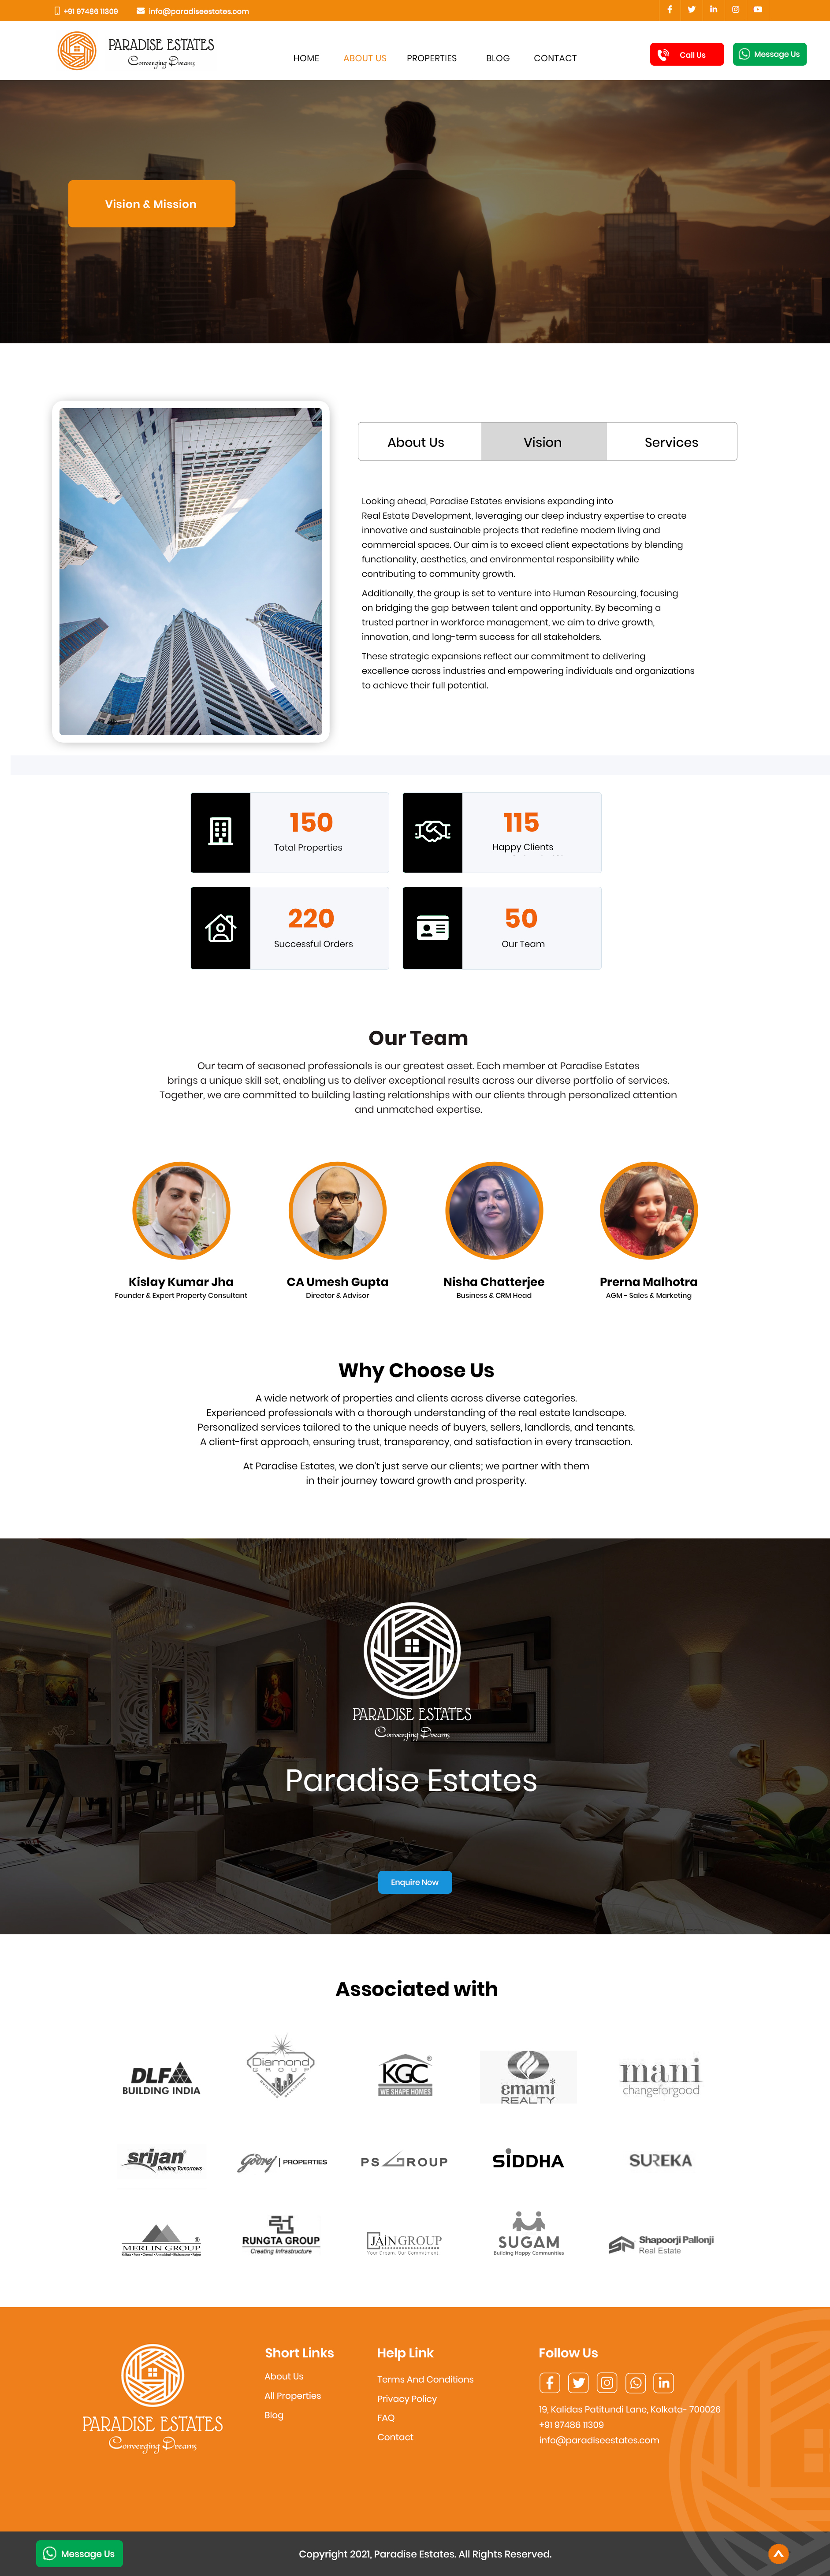 +91 97486 11309
info@paradiseestates.com
PARADISE ESTATES
Converging Dreams
HOME
ABOUT US
PROPERTIES
BLOG
CONTACT
Call Us
Message Us
Vision & Mission
About Us
Vision
Services
Looking ahead, Paradise Estates envisions expanding into
Real Estate Development, leveraging our deep industry expertise to create
innovative and sustainable projects that redefine modern living and
commercial spaces. Our aim is to exceed client expectations by blending
functionality, aesthetics, and environmental responsibility while
contributing to community growth.
Additionally, the group is set to venture into Human Resourcing, focusing
on bridging the gap between talent and opportunity. By becoming a
trusted partner in workforce management, we aim to drive growth,
innovation, and long-term success for all stakeholders.
These strategic expansions reflect our commitment to delivering
excellence across industries and empowering individuals and organizations
to achieve their full potential.
150
Total Properties
115
Happy Clients
220
Successful Orders
50
Our Team
Our Team
Our team of seasoned professionals is our greatest asset. Each member at Paradise Estates
brings a unique skill set, enabling us to deliver exceptional results across our diverse portfolio of services.
Together, we are committed to building lasting relationships with our clients through personalized attention
and unmatched expertise.
Kislay Kumar Jha
Founder & Expert Property Consultant
CA Umesh Gupta
Director & Advisor
Nisha Chatterjee
Business & CRM Head
Prerna Malhotra
AGM - Sales & Marketing
Why Choose Us
A wide network of properties and clients across diverse categories.
Experienced professionals with a thorough understanding of the real estate landscape.
Personalized services tailored to the unique needs of buyers, sellers, landlords, and tenants.
A client-first approach, ensuring trust, transparency, and satisfaction in every transaction.
At Paradise Estates, we don't just serve our clients; we partner with them
in their journey toward growth and prosperity.
PARADISE ESTATES
Converging Dreams
Paradise Estates
Enquire Now
Associated with
DLF
BUILDING INDIA
Diamond
GROUP
KGC
WE SHAPE HOMES
emami
REALTY
mani
changeforgood
srijan
Building Tomorrows
Godrej | PROPERTIES
PS GROUP
SIDDHA
SUREKA
MERLIN GROUP
RUNGTA GROUP
Creating Infrastructure
JAINGROUP
Your Dream. Our Commitment.
SUGAM
Building Happy Communities
Shapoorji Pallonji
Real Estate
PARADISE ESTATES
Converging Dreams
Short Links
About Us
All Properties
Blog
Help Link
Terms And Conditions
Privacy Policy
FAQ
Contact
Follow Us
19, Kalidas Patitundi Lane, Kolkata- 700026
+91 97486 11309
info@paradiseestates.com
Message Us
Copyright 2021, Paradise Estates. All Rights Reserved.